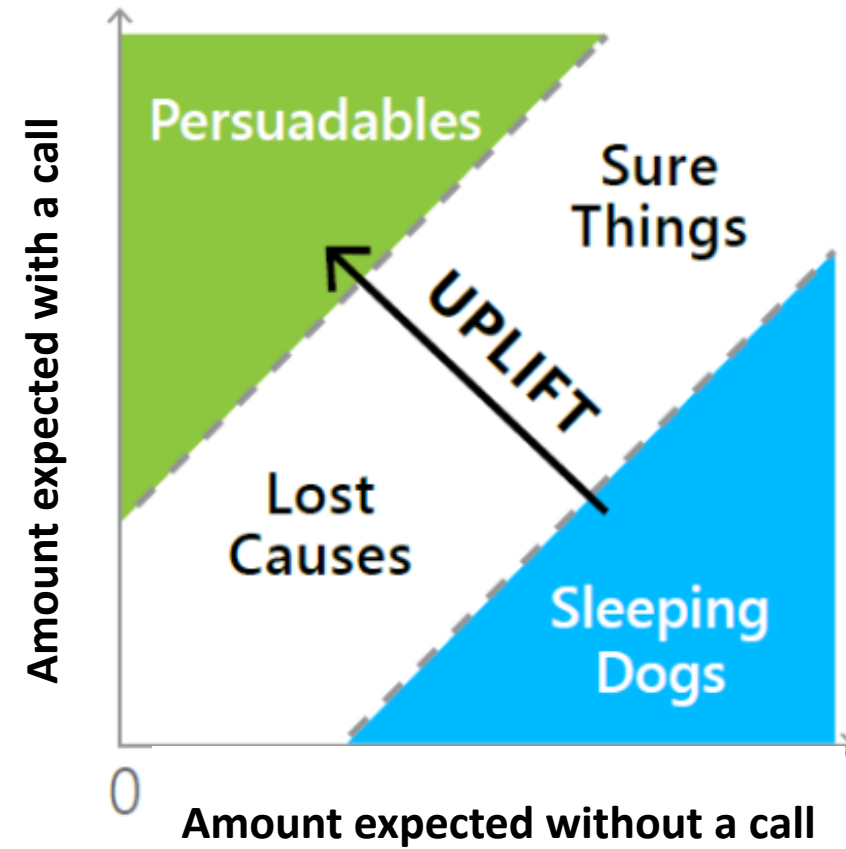 Amount expected with a call
Persuadables
Sure
Things
UPLIFT
Lost
Causes
Sleeping
Dogs
0
Amount expected without a call